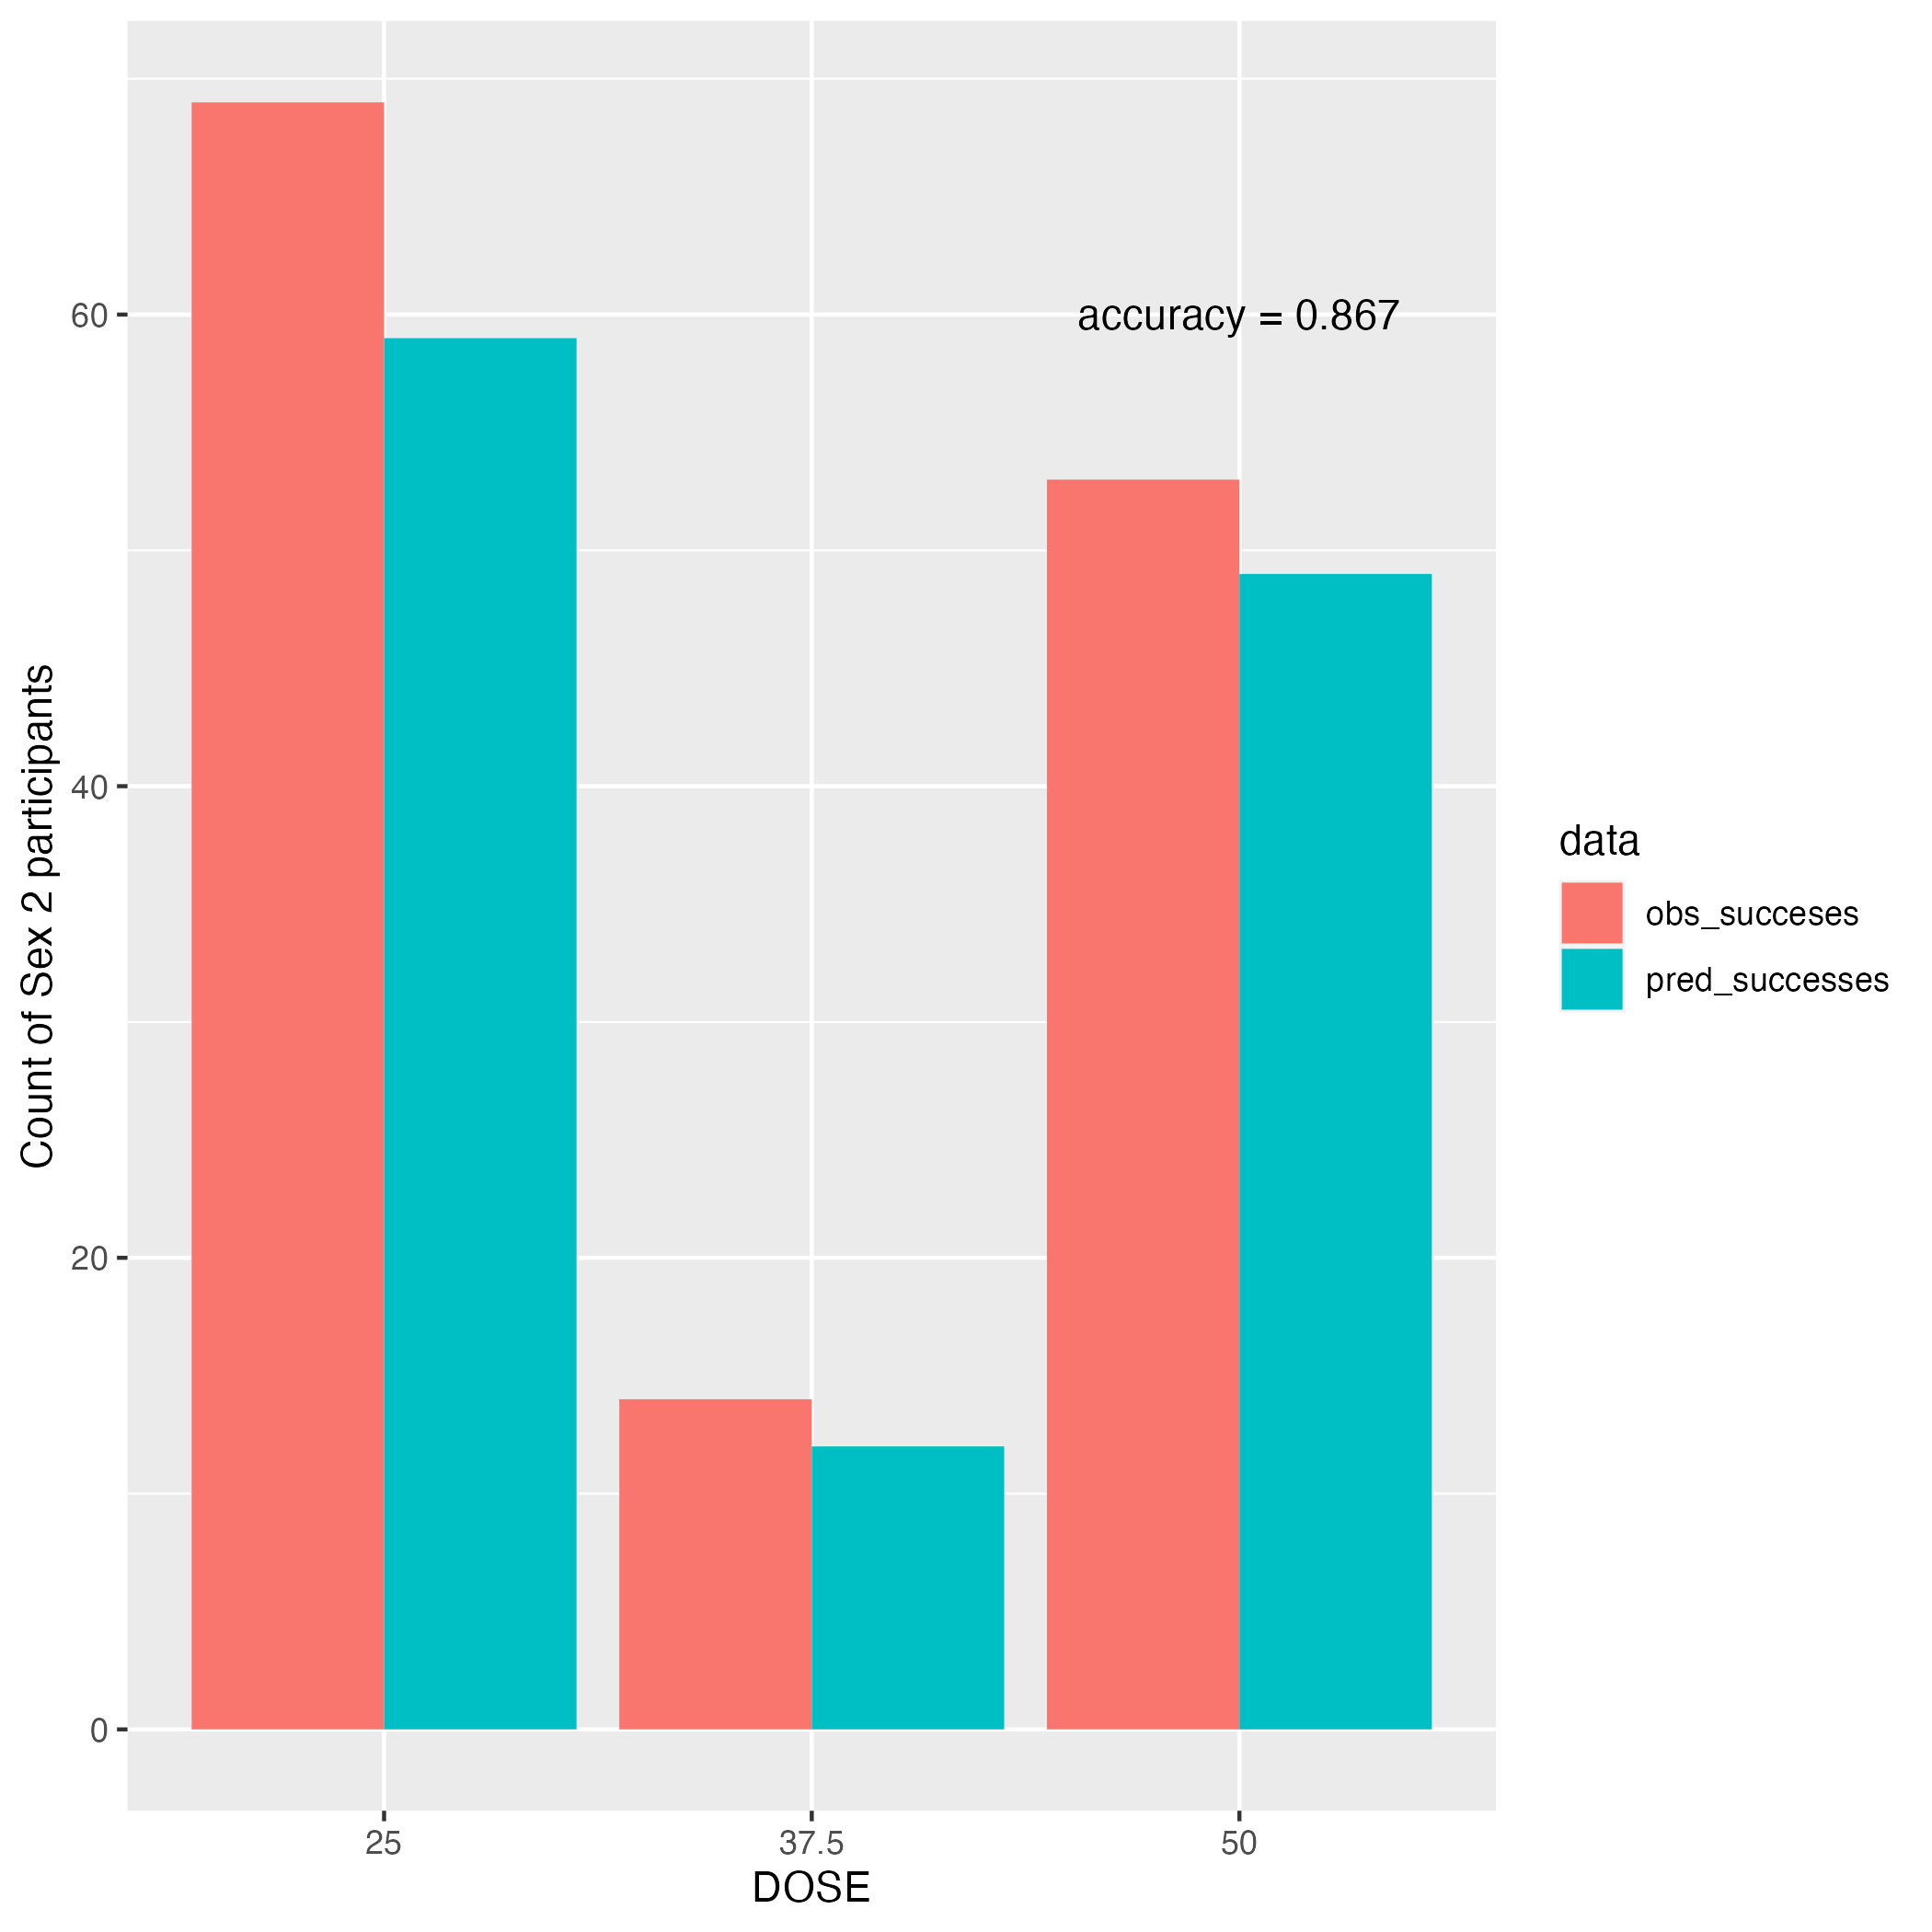 Count of Sex 2 participants
60
40
20
0
accuracy = 0.867
25
37.5
50
DOSE
data
obs_succeses
pred_successes